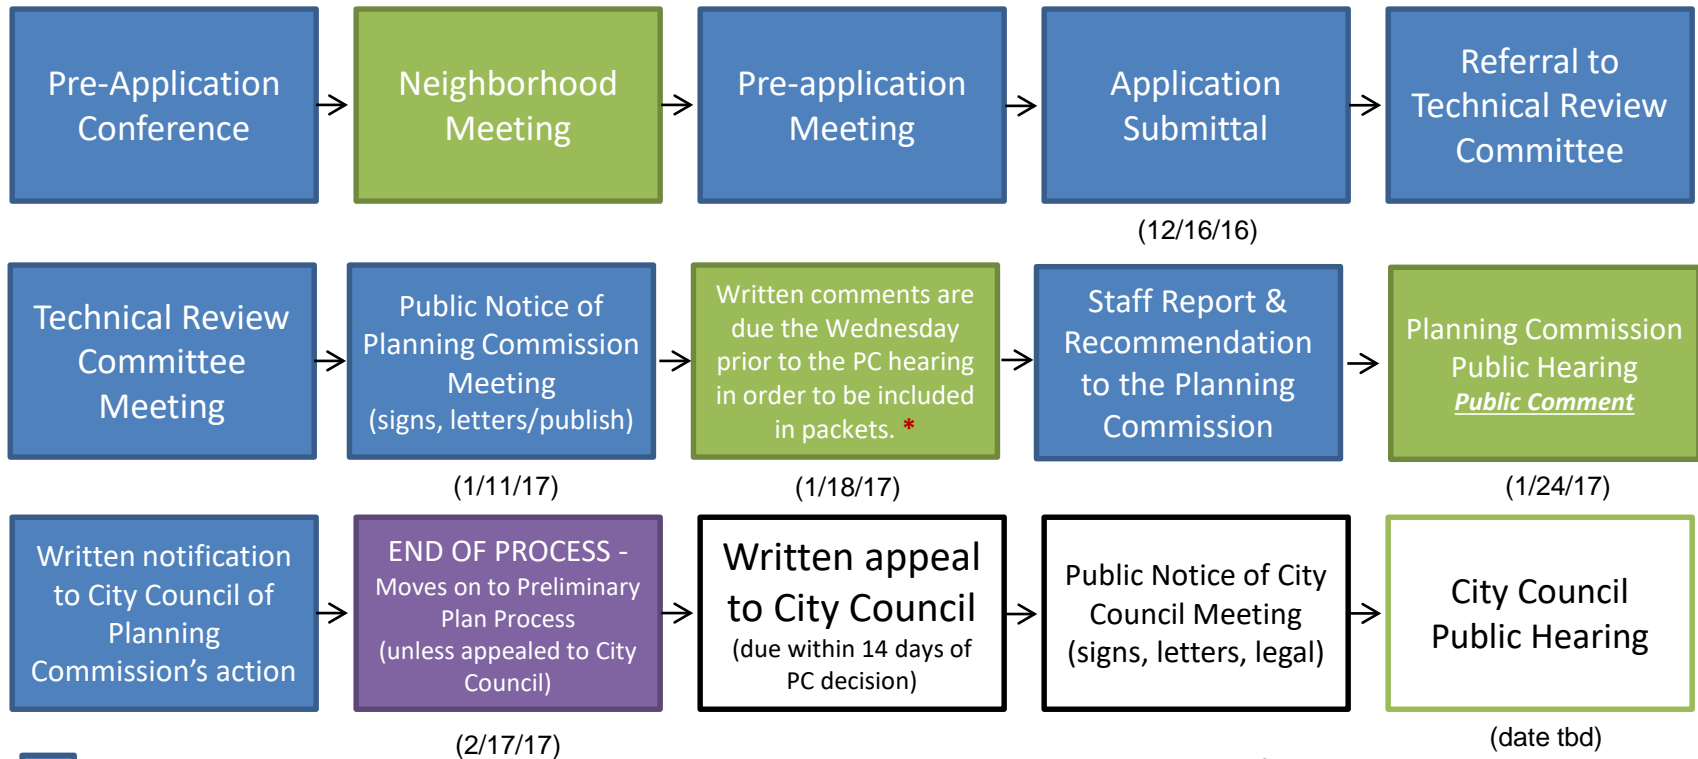 Pre-Application
Conference
Neighborhood
Meeting
Pre-application
Meeting
Application
Submittal
Referral to
Technical Review
Committee
(12/16/16)
Technical Review
Committee
Meeting
Public Notice of
Planning Commission
Meeting
(signs, letters/publish)
Written comments are
due the Wednesday
prior to the PC hearing
in order to be included
in packets. *
Staff Report &
Recommendation
to the Planning
Commission
Planning Commission
Public Hearing
Public Comment
(1/11/17)
(1/18/17)
(1/24/17)
Written notification
to City Council of
Planning
Commission’s action
END OF PROCESS -
Moves on to Preliminary
Plan Process
(unless appealed to City
Council)
Written appeal
to City Council
(due within 14 days of
PC decision)
Public Notice of City
Council Meeting
(signs, letters, legal)
City Council
Public Hearing
(2/17/17)
(date tbd)